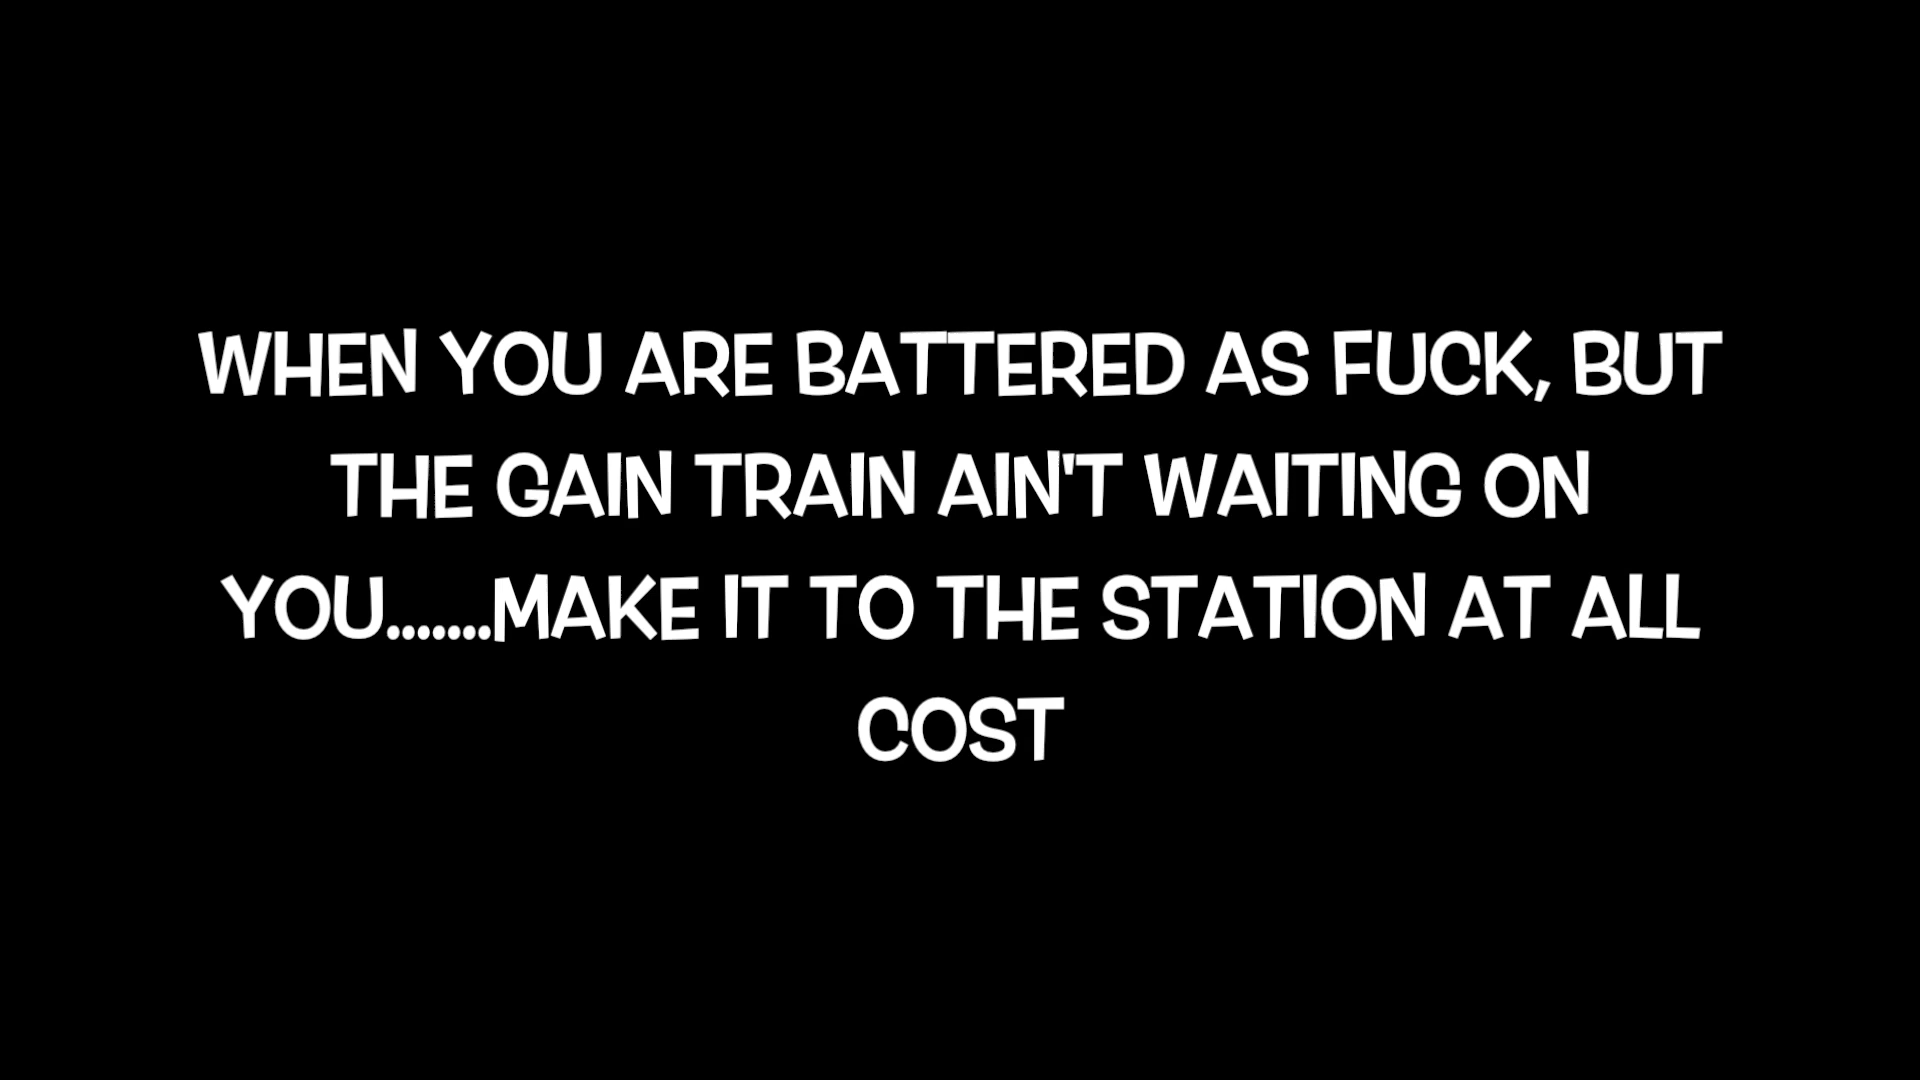 WHEN YOU ARE BATTERED AS FUCK, BUT
THE GAIN TRAIN AIN'T WAITING ON
YOU.......MAKE IT TO THE STATION AT ALL
COST